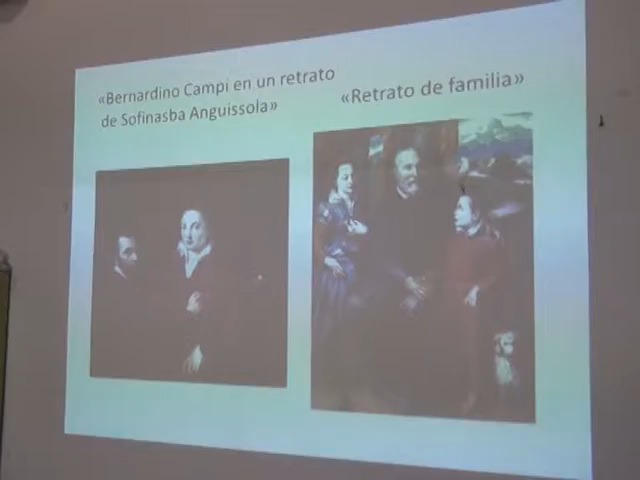 «Bernardino Campi en un retrato
de Sofinasba Anguissola»
«Retrato de familia»